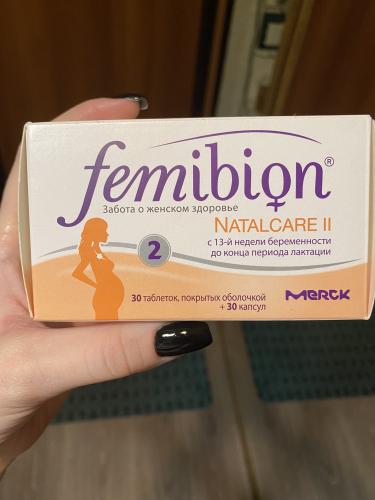 femibion®
Забота о женском здоровье
NATALCARE II
2
с 13-й недели беременности
до конца периода лактации
30 таблеток, покрытых оболочкой
+ 30 капсул
MERCK